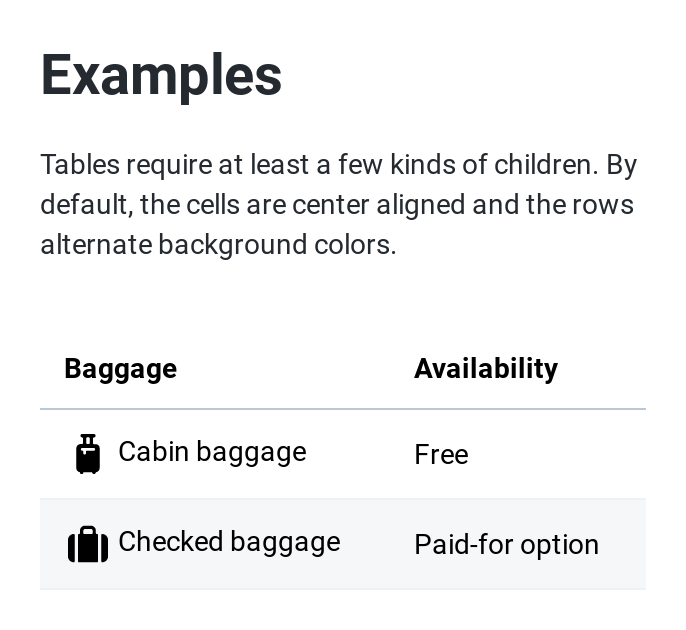 Examples
Tables require at least a few kinds of children. By
default, the cells are center aligned and the rows
alternate background colors.
Baggage Availability
Cabin baggage Free
Checked baggage Paid-for option